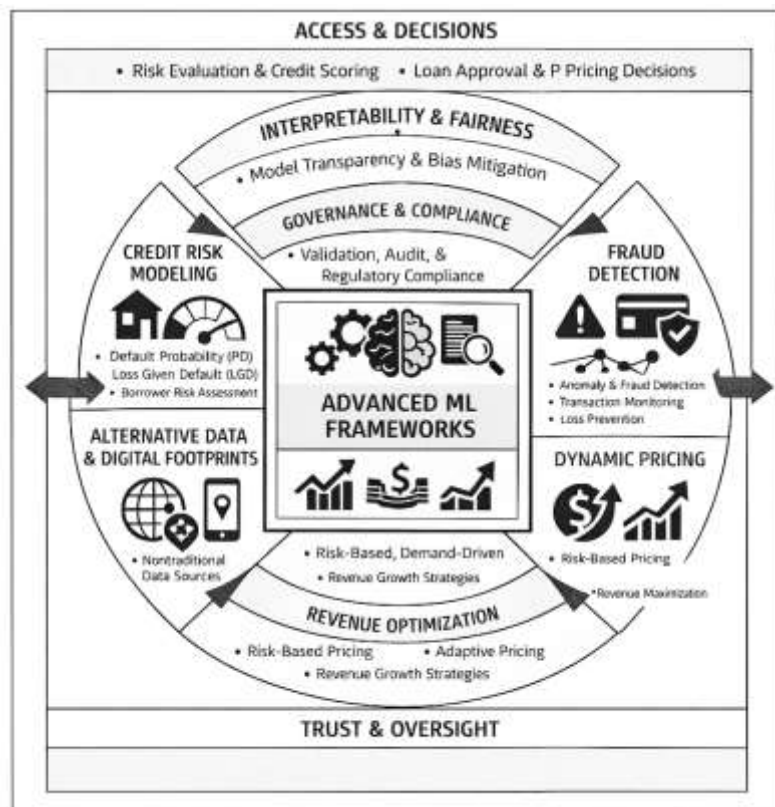 ACCESS & DECISIONS
• Risk Evaluation & Credit Scoring • Loan Approval & P Pricing Decisions
INTERPRETABILITY & FAIRNESS
• Model Transparency & Bias Mitigation
GOVERNANCE & COMPLIANCE
• Validation, Audit, &
Regulatory Compliance
CREDIT RISK
MODELING
• Default Probability (PD)
Loss Given Default (LGD)
• Borrower Risk Assessment
FRAUD
DETECTION
• Anomaly & Fraud Detection
• Transaction Monitoring
• Loss Prevention
ADVANCED ML
FRAMEWORKS
ALTERNATIVE DATA
& DIGITAL FOOTPRINTS
• Nontraditional
Data Sources
DYNAMIC PRICING
• Risk-Based Pricing
*Revenue Maximization
• Risk-Based, Demand-Driven
• Revenue Growth Strategies
REVENUE OPTIMIZATION
• Risk-Based Pricing • Adaptive Pricing
• Revenue Growth Strategies
TRUST & OVERSIGHT